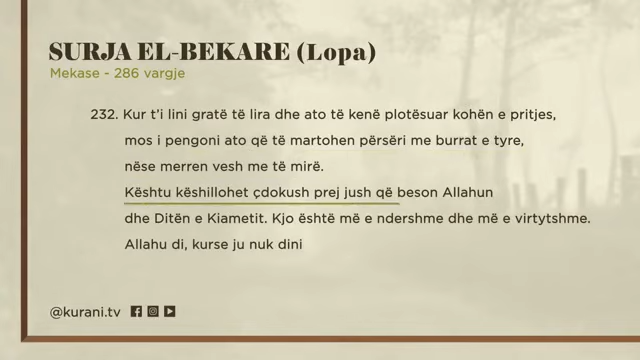 SURJA EL-BEKARE (Lopa)
Mekase - 286 vargje
232. Kur t'i lini gratë të lira dhe ato të kenë plotësuar kohën e pritjes,
mos i pengoni ato që të martohen përsëri me burrat e tyre,
nëse merren vesh me të mirë.
Kështu këshillohet çdokush prej jush që beson Allahun
dhe Ditën e Kiametit. Kjo është më e ndershme dhe më e virtytshme.
Allahu di, kurse ju nuk dini
@kurani.tv